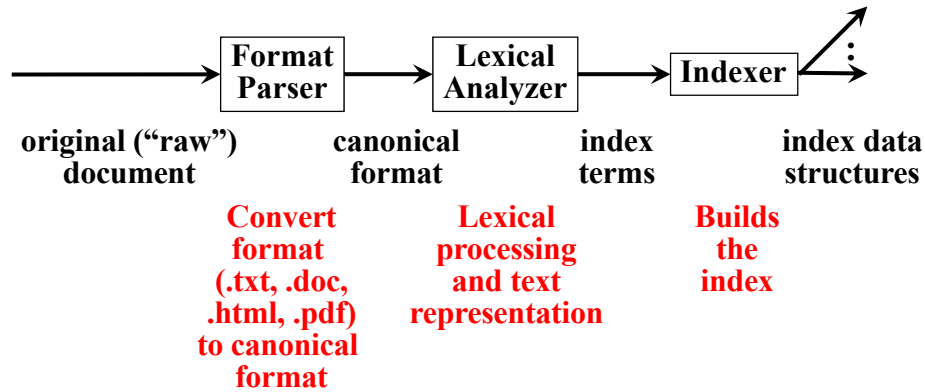 Format
Parser
Lexical
Analyzer
Indexer
original (“raw”)
document
canonical
format
index
terms
index data
structures
Convert
format
(.txt, .doc,
.html, .pdf)
to canonical
format
Lexical
processing
and text
representation
Builds
the
index